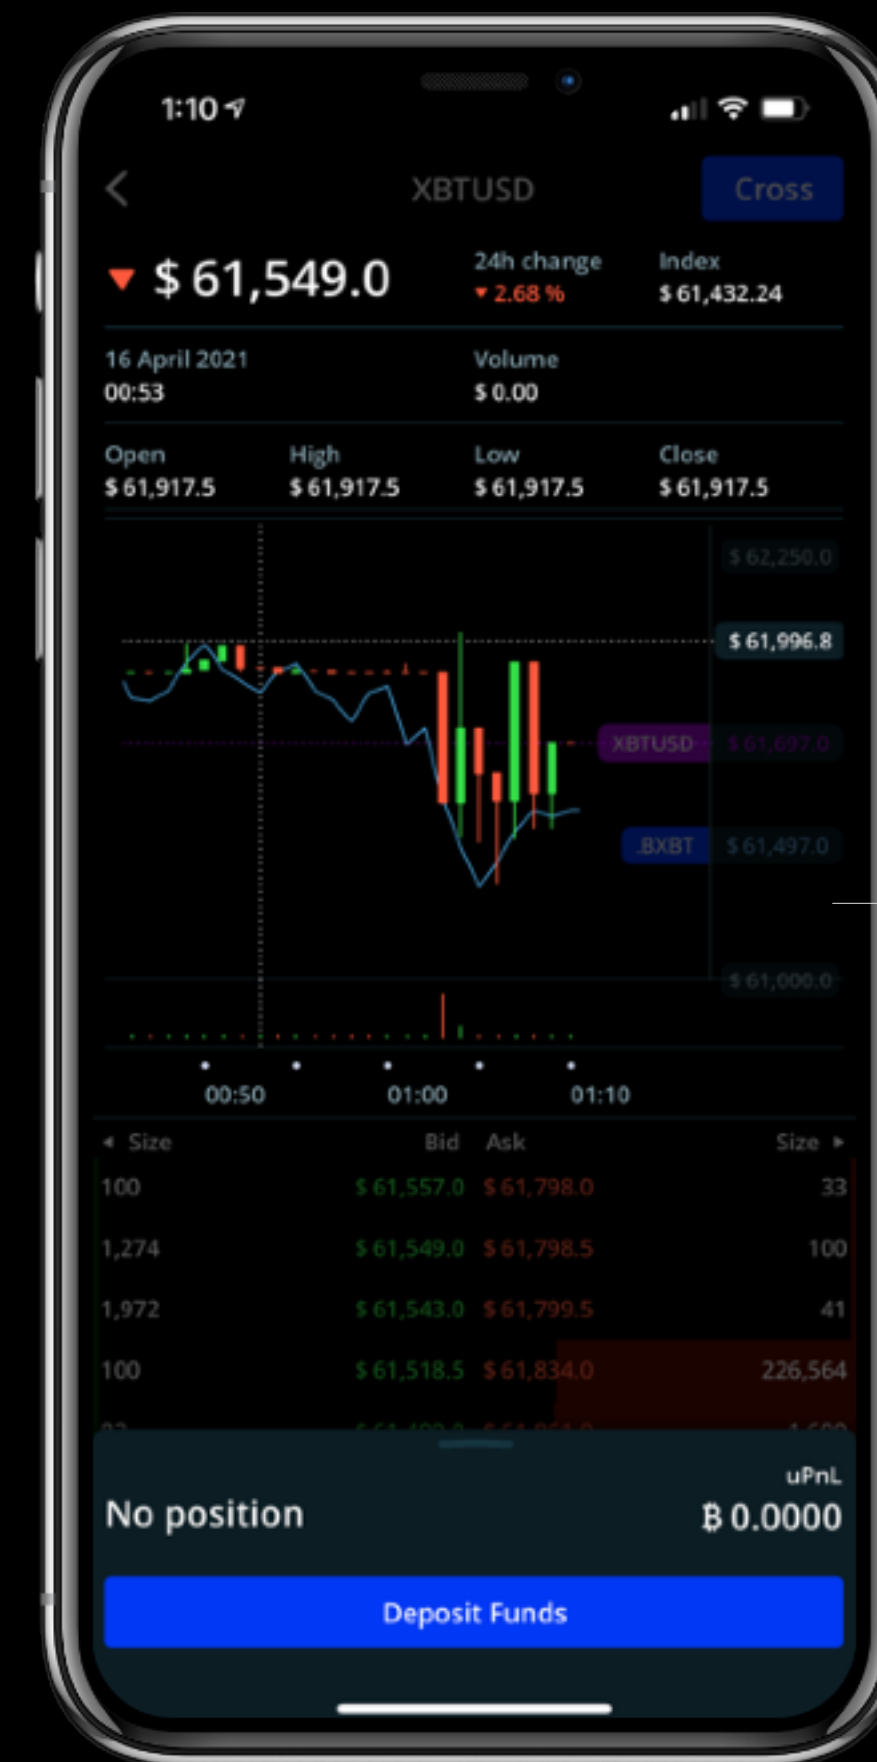 1:10
XBTUSD Cross
$ 61,549.0
24h change
2.68 %
Index
$ 61,432.24
16 April 2021
00:53
Volume
$ 0.00
Open High Low Close
$ 61,917.5 $ 61,917.5 $ 61,917.5 $ 61,917.5
$ 62,250.0
$ 61,996.8
XBTUSD $ 61,697.0
.BXBT $ 61,497.0
$ 61,000.0
00:50 01:00 01:10
Size Bid Ask Size
100 $ 61,557.0 $ 61,798.0 33
1,274 $ 61,549.0 $ 61,798.5 100
1,972 $ 61,543.0 $ 61,799.5 41
100 $ 61,518.5 $ 61,834.0 226,564
uPnL
No position ₿ 0.0000
Deposit Funds